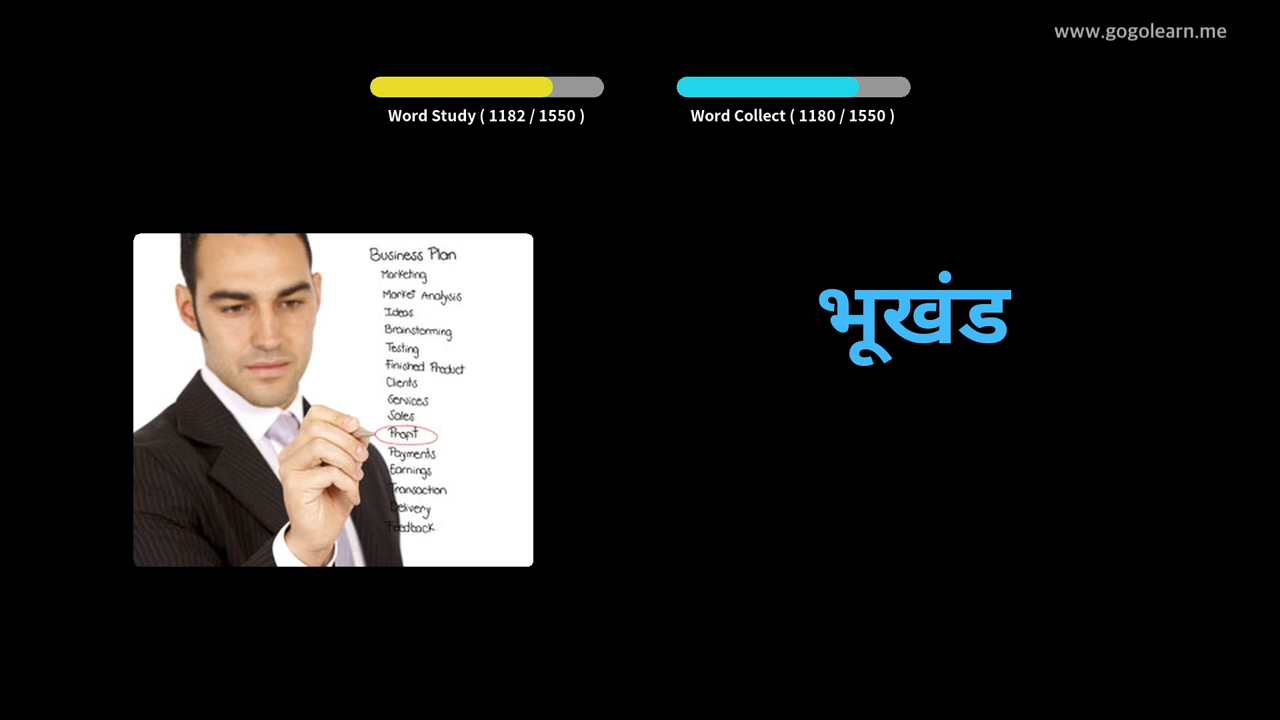 www.gogolearn.me
Word Study ( 1182 / 1550 )
Word Collect ( 1180 / 1550 )
Business Plan
Marketing
Market Analysis
Ideas
Brainstorming
Testing
Finished Product
Clients
Services
Sales
Profit
Payments
Earnings
Transaction
Delivery
Feedback
भूखंड